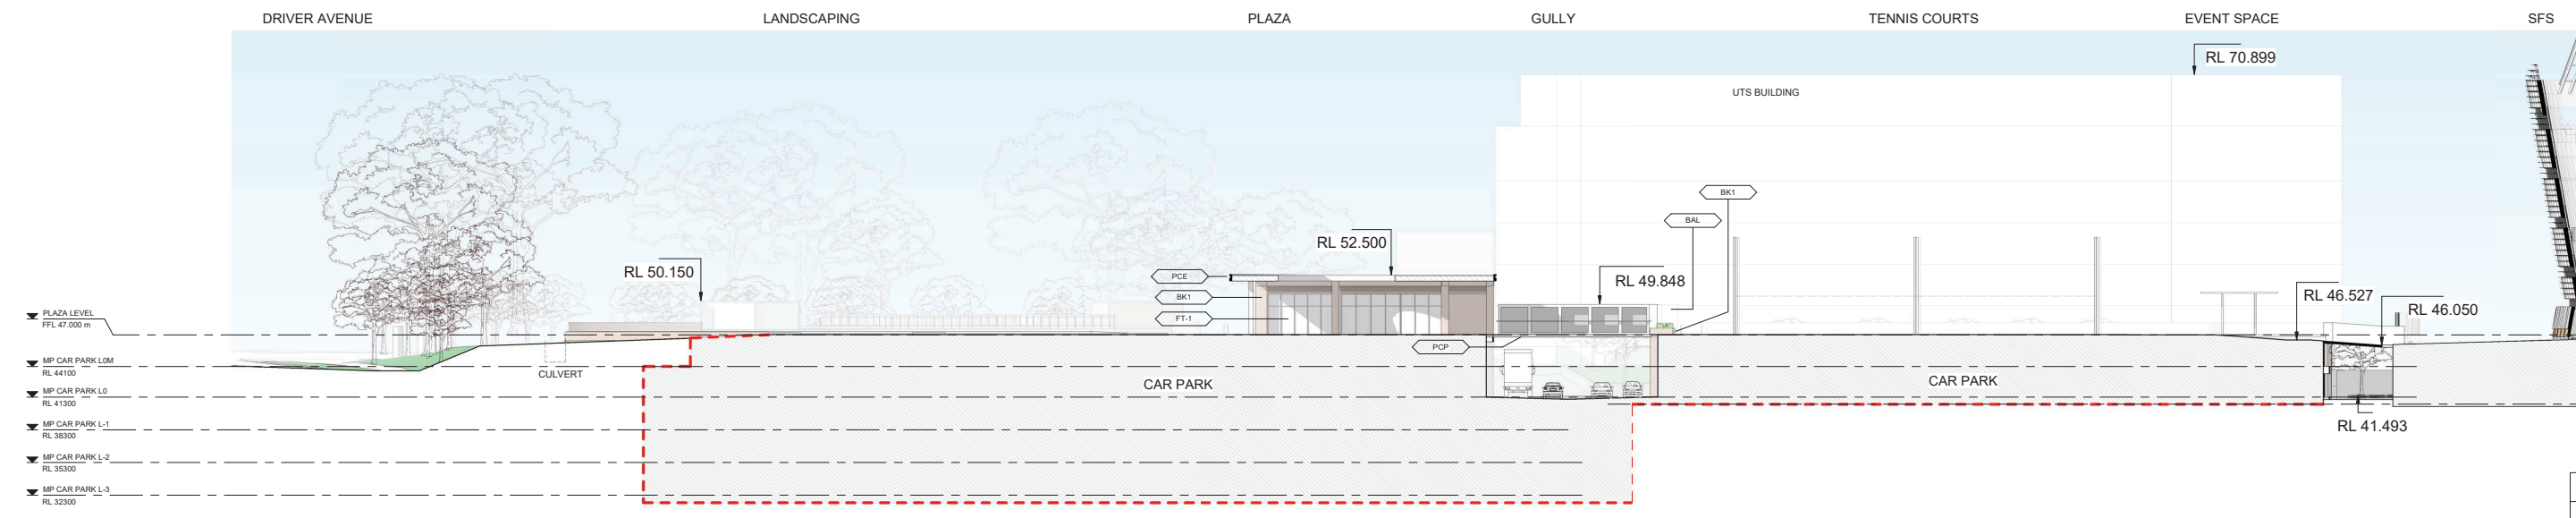 DRIVER AVENUE
LANDSCAPING
PLAZA
GULLY
TENNIS COURTS
EVENT SPACE
SFS
RL 70.899
UTS BUILDING
BK1
BAL
RL 52.500
RL 50.150
PCE
RL 49.848
BK1
RL 46.527
RL 46.050
PLAZA LEVEL
FFL 47.000 m
FT-1
PCP
MP CAR PARK L0M
RL 44100
CULVERT
CAR PARK
CAR PARK
MP CAR PARK L0
RL 41300
MP CAR PARK L-1
RL 38300
RL 41.493
MP CAR PARK L-2
RL 35300
MP CAR PARK L-3
RL 32300